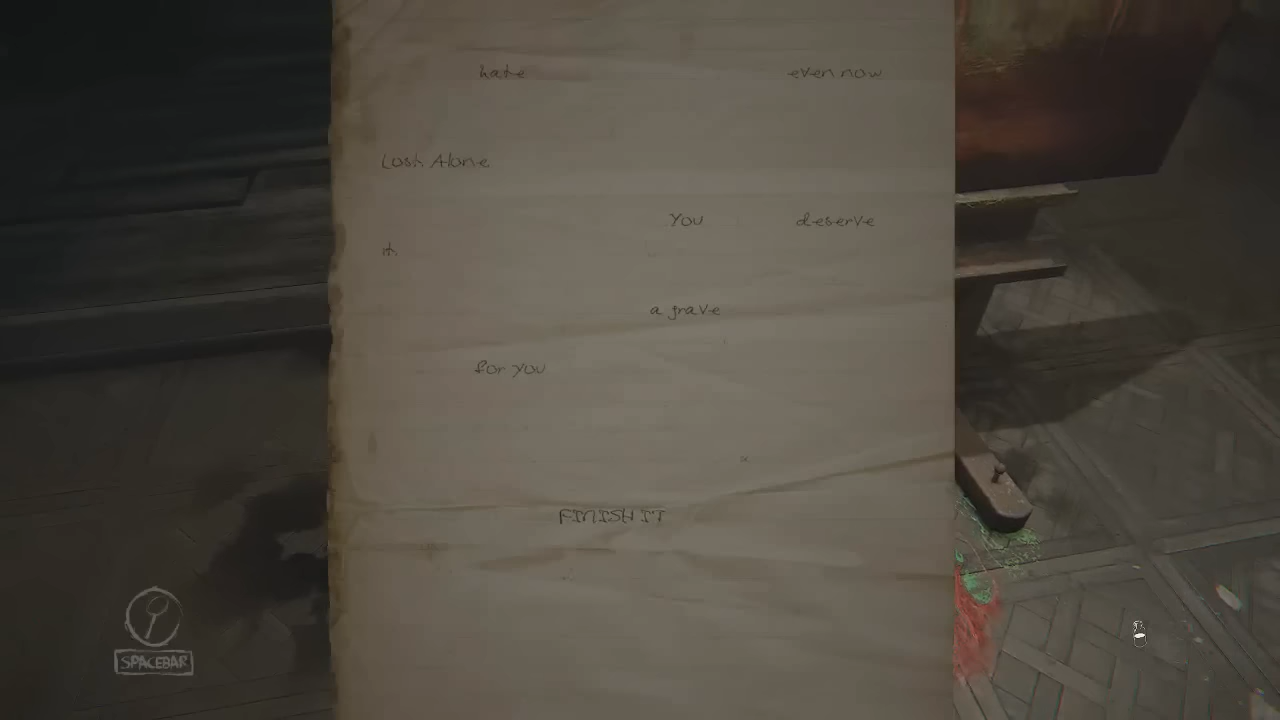 hate even now
Lost. Alone
You deserve
it.
a grave
for you
FINISH IT
SPACEBAR